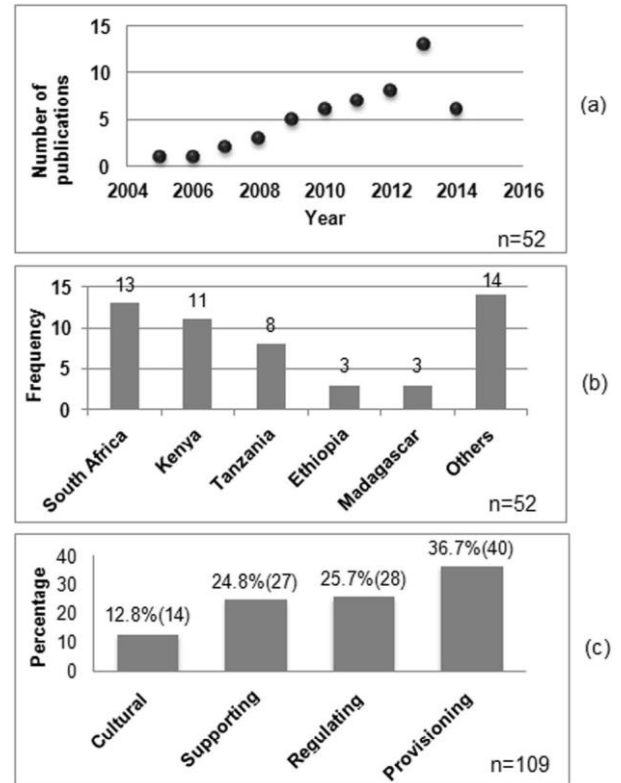 15
10
5
0
Number of
publications
2004 2006 2008 2010 2012 2014 2016
Year
n=52
(a)
15
10
5
0
Frequency
13
11
8
3
3
14
South Africa
Kenya
Tanzania
Ethiopia
Madagascar
Others
n=52
(b)
40
30
20
10
0
Percentage
12.8%(14)
24.8%(27)
25.7%(28)
36.7%(40)
Cultural
Supporting
Regulating
Provisioning
n=109
(c)